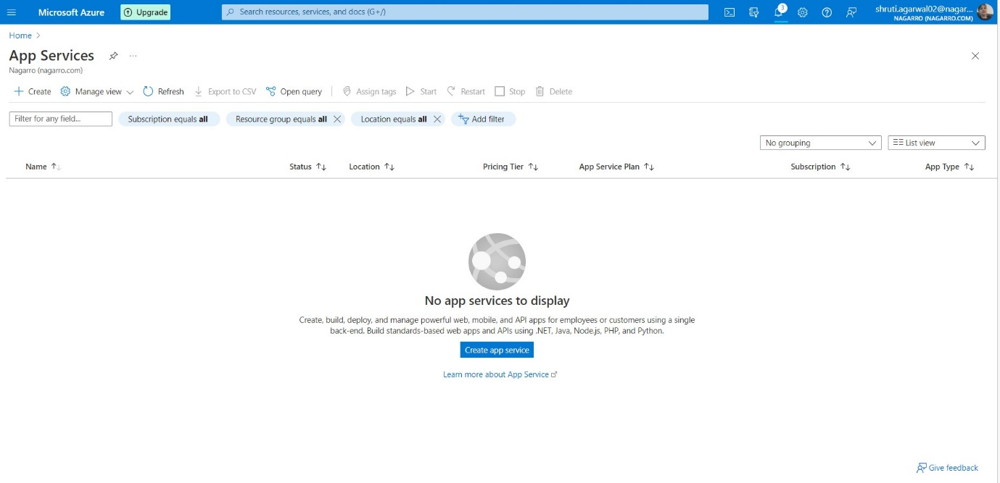 Microsoft Azure Upgrade Search resources, services, and docs (G+/) 3 shruti.agarwal02@nagar...
NAGARRO (NAGARRO.COM)
Home
App Services ...
Nagarro (nagarro.com)
Create Manage view Refresh Export to CSV Open query Assign tags Start Restart Stop Delete
Filter for any field... Subscription equals all Resource group equals all Location equals all Add filter
No grouping List view
Name Status Location Pricing Tier App Service Plan Subscription App Type
No app services to display
Create, build, deploy, and manage powerful web, mobile, and API apps for employees or customers using a single
back-end. Build standards-based web apps and APIs using .NET, Java, Node.js, PHP, and Python.
Create app service
Learn more about App Service
Give feedback